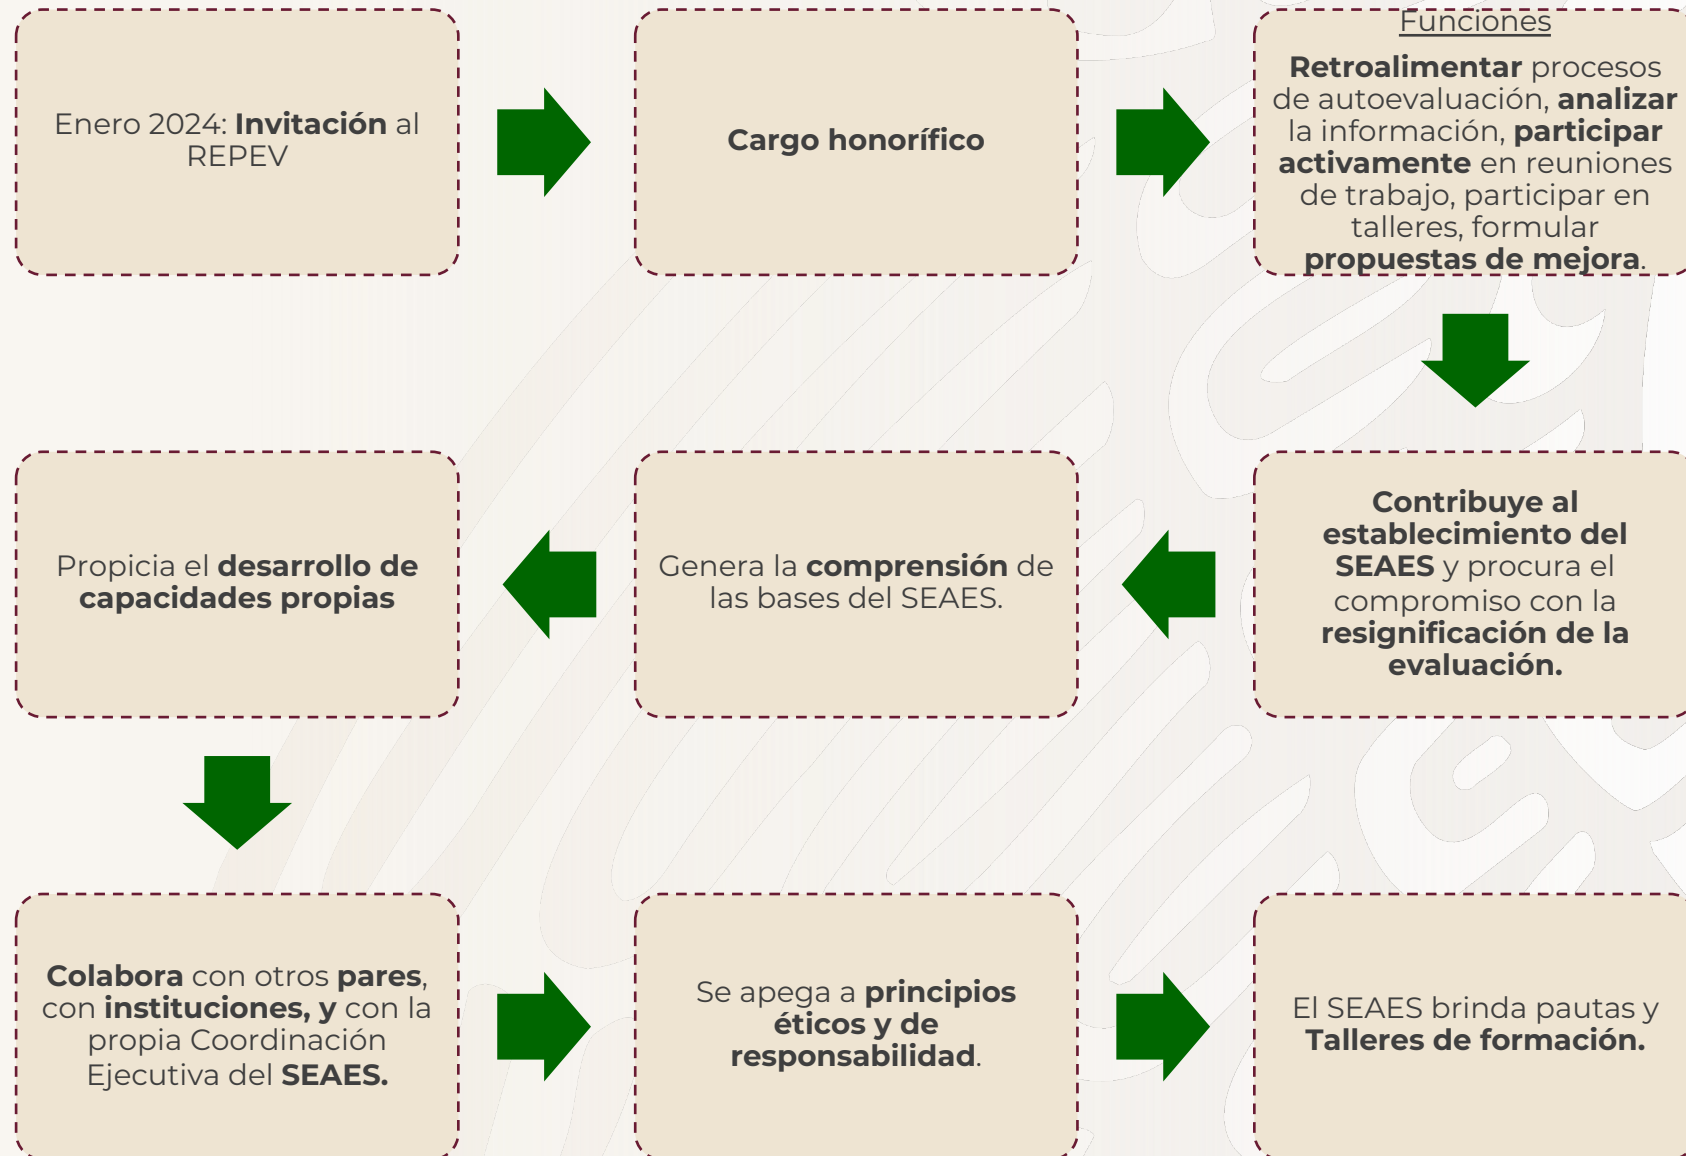 Enero 2024: Invitación al
REPEV
Cargo honorífico
Funciones
Retroalimentar procesos
de autoevaluación, analizar
la información, participar
activamente en reuniones
de trabajo, participar en
talleres, formular
propuestas de mejora.
Contribuye al
establecimiento del
SEAES y procura el
compromiso con la
resignificación de la
evaluación.
Genera la comprensión de
las bases del SEAES.
Propicia el desarrollo de
capacidades propias
Colabora con otros pares,
con instituciones, y con la
propia Coordinación
Ejecutiva del SEAES.
Se apega a principios
éticos y de
responsabilidad.
El SEAES brinda pautas y
Talleres de formación.